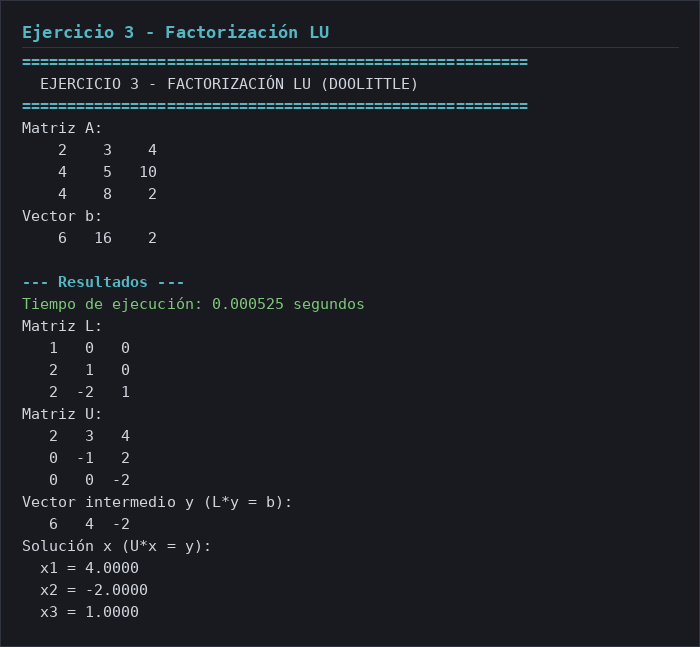 Ejercicio 3 - Factorización LU
========================================================
  EJERCICIO 3 - FACTORIZACIÓN LU (DOOLITTLE)
========================================================
Matriz A:
    2    3    4
    4    5   10
    4    8    2
Vector b:
    6   16    2
--- Resultados ---
Tiempo de ejecución: 0.000525 segundos
Matriz L:
   1   0   0
   2   1   0
   2  -2   1
Matriz U:
   2   3   4
   0  -1   2
   0   0  -2
Vector intermedio y (L*y = b):
   6   4  -2
Solución x (U*x = y):
  x1 = 4.0000
  x2 = -2.0000
  x3 = 1.0000